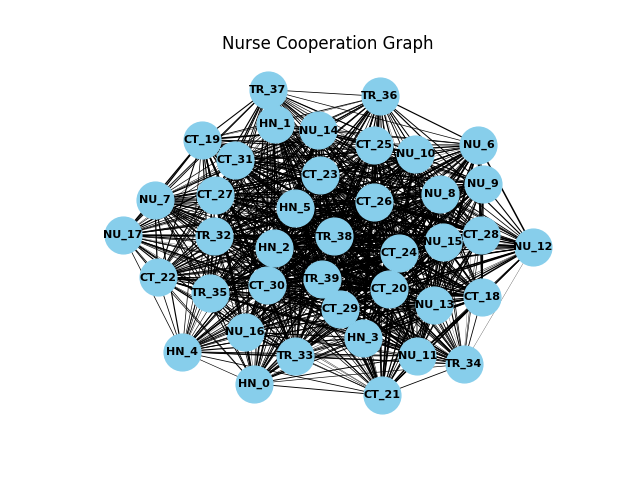 Nurse Cooperation Graph
TR_37
TR_36
HN_1
NU_14
CT_19
CT_25
NU_6
NU_10
CT_31
CT_23
NU_9
NU_8
CT_27
NU_7
CT_26
HN_5
NU_17
TR_32
TR_38
CT_28
NU_15
NU_12
HN_2
CT_24
CT_22
TR_39
CT_30
CT_20
TR_35
CT_18
NU_13
CT_29
NU_16
HN_3
HN_4
TR_33
NU_11
TR_34
HN_0
CT_21